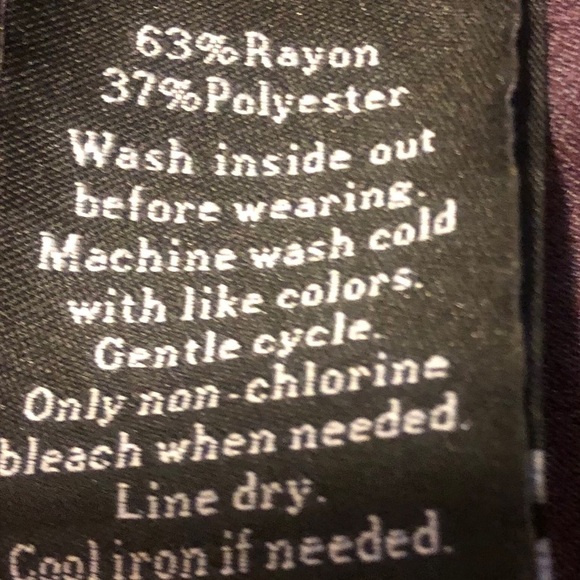 63%Rayon
37%Polyester
Wash inside out
before wearing.
Machine wash cold
with like colors.
Gentle cycle.
Only non-chlorine
bleach when needed.
Line dry.
Cool iron if needed.